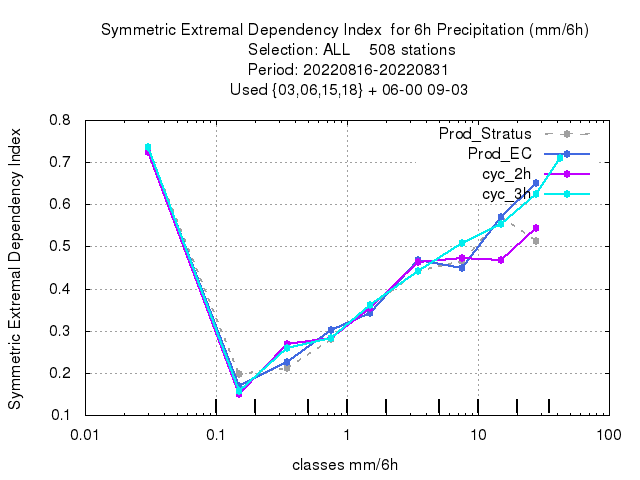 Symmetric Extremal Dependency Index for 6h Precipitation (mm/6h)
Selection: ALL 508 stations
Period: 20220816-20220831
Used {03,06,15,18} + 06-00 09-03
Symmetric Extremal Dependency Index
0.8
0.7
0.6
0.5
0.4
0.3
0.2
0.1
Prod_Stratus
Prod_EC
cyc_2h
cyc_3h
0.01 0.1 1 10 100
classes mm/6h